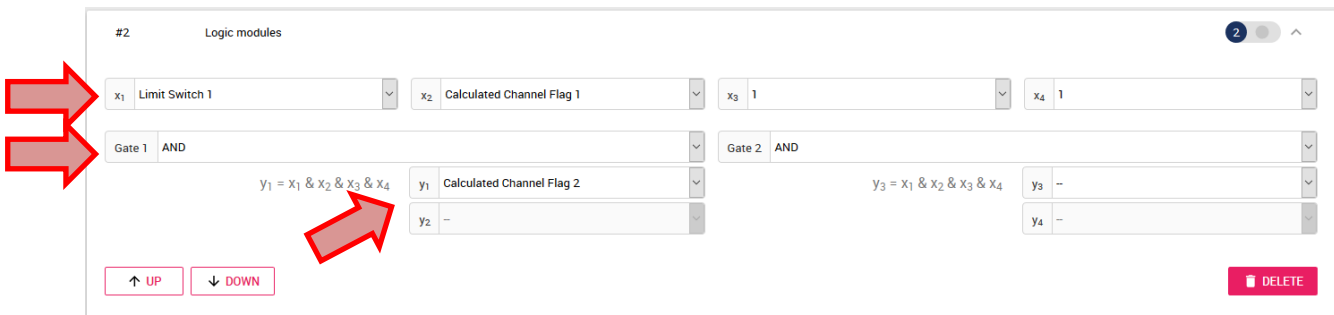 #2 Logic modules 2
x₁ Limit Switch 1 x₂ Calculated Channel Flag 1 x₃ 1 x₄ 1
Gate 1 AND Gate 2 AND
y₁ = x₁ & x₂ & x₃ & x₄ y₁ Calculated Channel Flag 2 y₃ = x₁ & x₂ & x₃ & x₄ y₃ --
y₂ -- y₄ --
UP DOWN DELETE